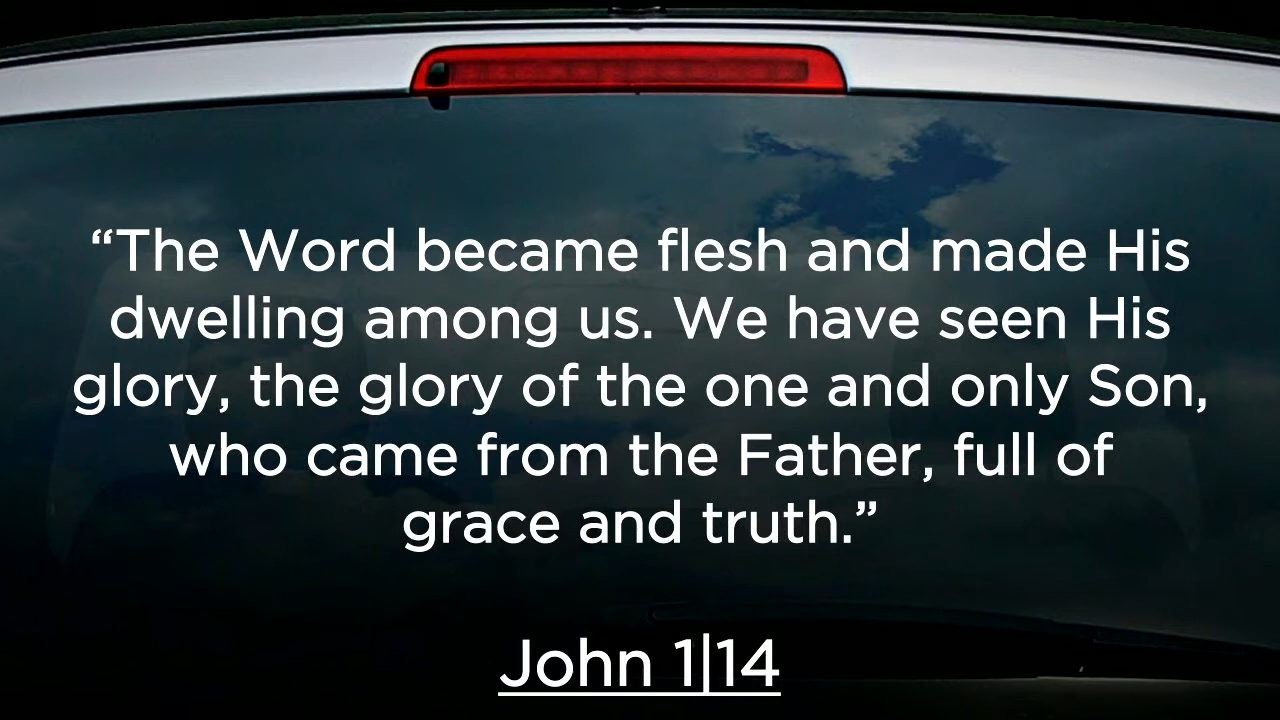 “The Word became flesh and made His
dwelling among us. We have seen His
glory, the glory of the one and only Son,
who came from the Father, full of
grace and truth.”
John 1|14